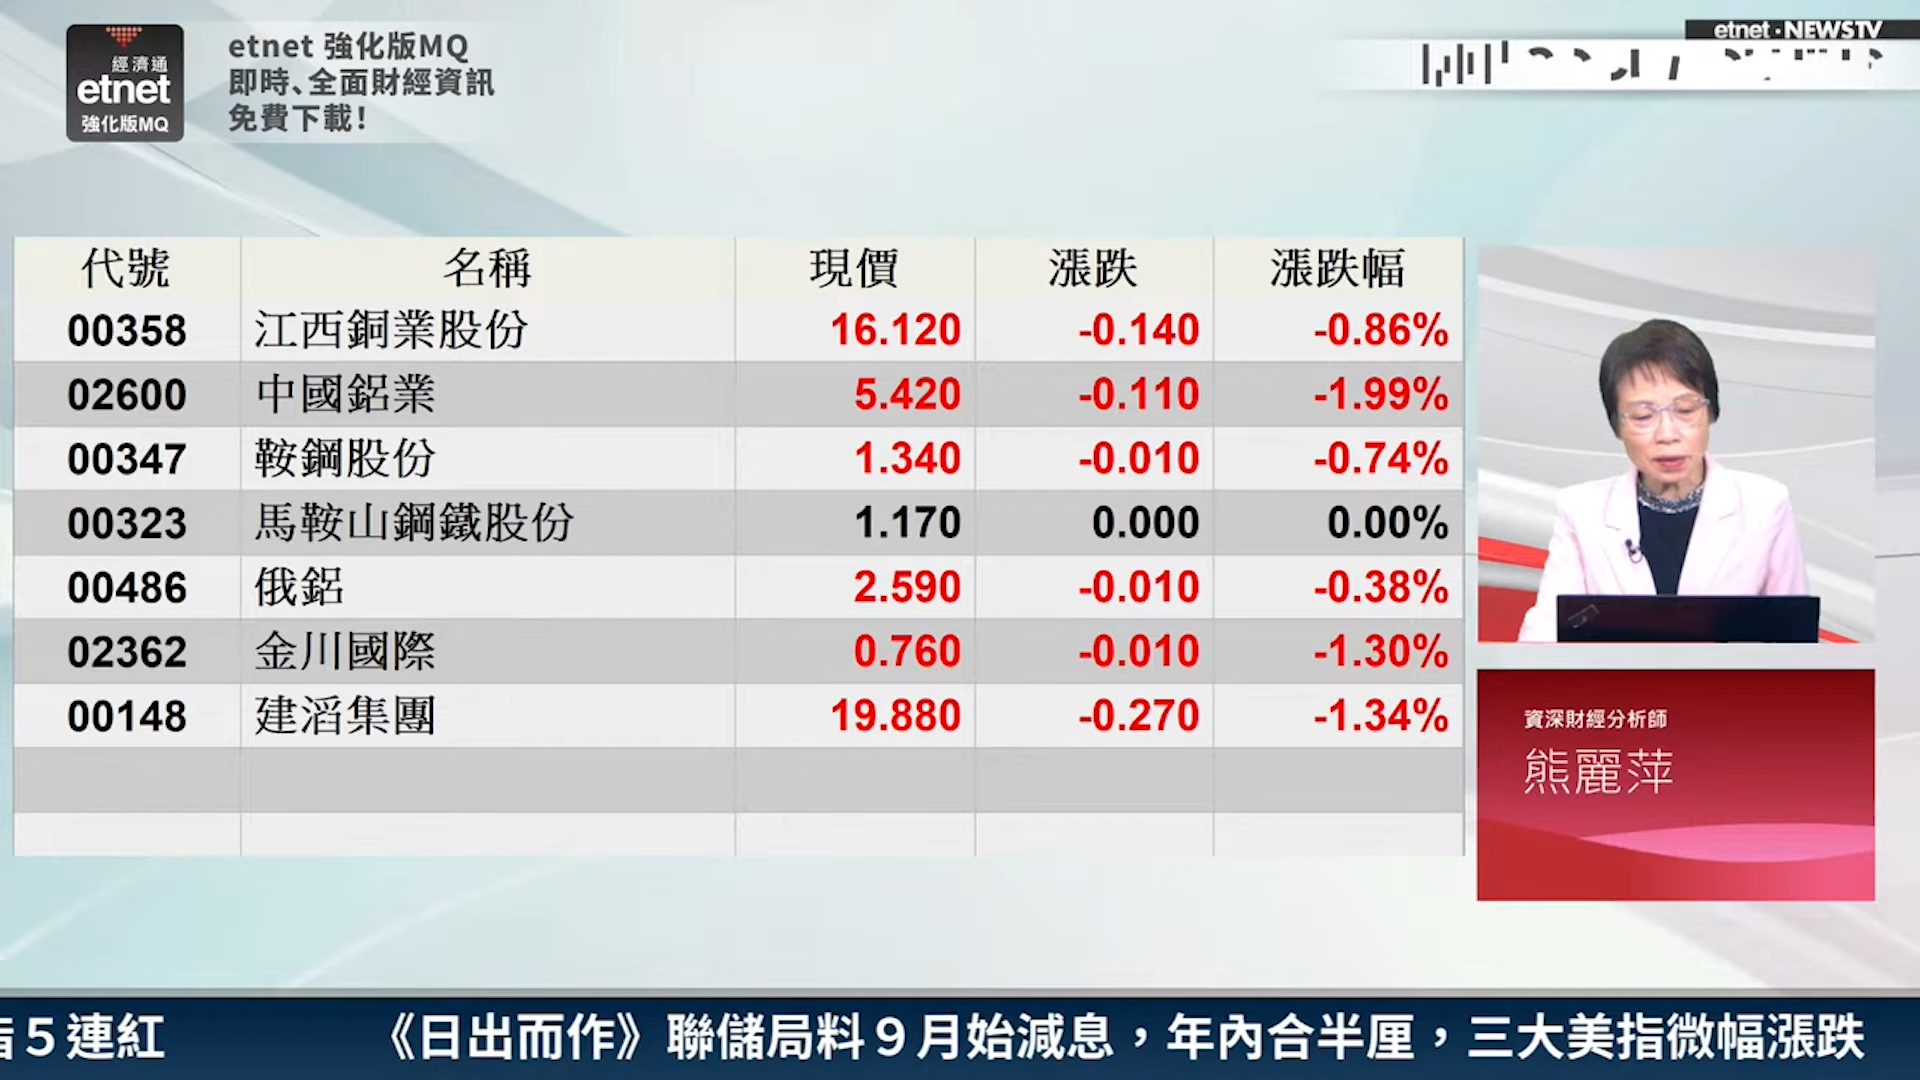 經濟通
etnet
強化版MQ
etnet 強化版MQ
即時、全面財經資訊
免費下載!
etnet·NEWSTV
代號 名稱 現價 漲跌 漲跌幅
00358 江西銅業股份 16.120 -0.140 -0.86%
02600 中國鋁業 5.420 -0.110 -1.99%
00347 鞍鋼股份 1.340 -0.010 -0.74%
00323 馬鞍山鋼鐵股份 1.170 0.000 0.00%
00486 俄鋁 2.590 -0.010 -0.38%
02362 金川國際 0.760 -0.010 -1.30%
00148 建滔集團 19.880 -0.270 -1.34%
資深財經分析師
熊麗萍
5連紅 《日出而作》聯儲局料9月始減息，年內合半厘，三大美指微幅漲跌